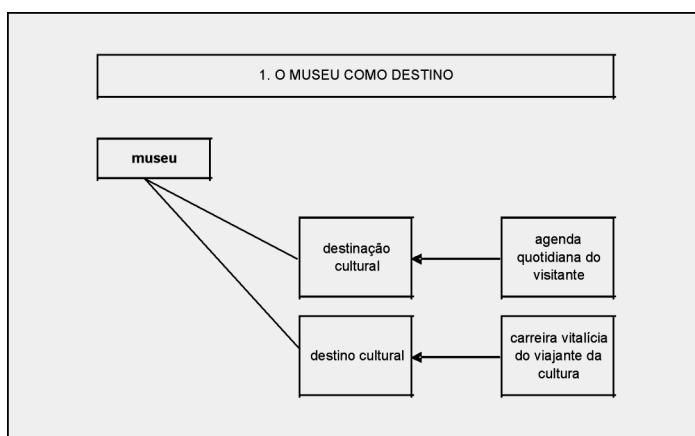 1. O MUSEU COMO DESTINO
museu
destinação
cultural
agenda
quotidiana do
visitante
destino cultural
carreira vitalícia
do viajante da
cultura